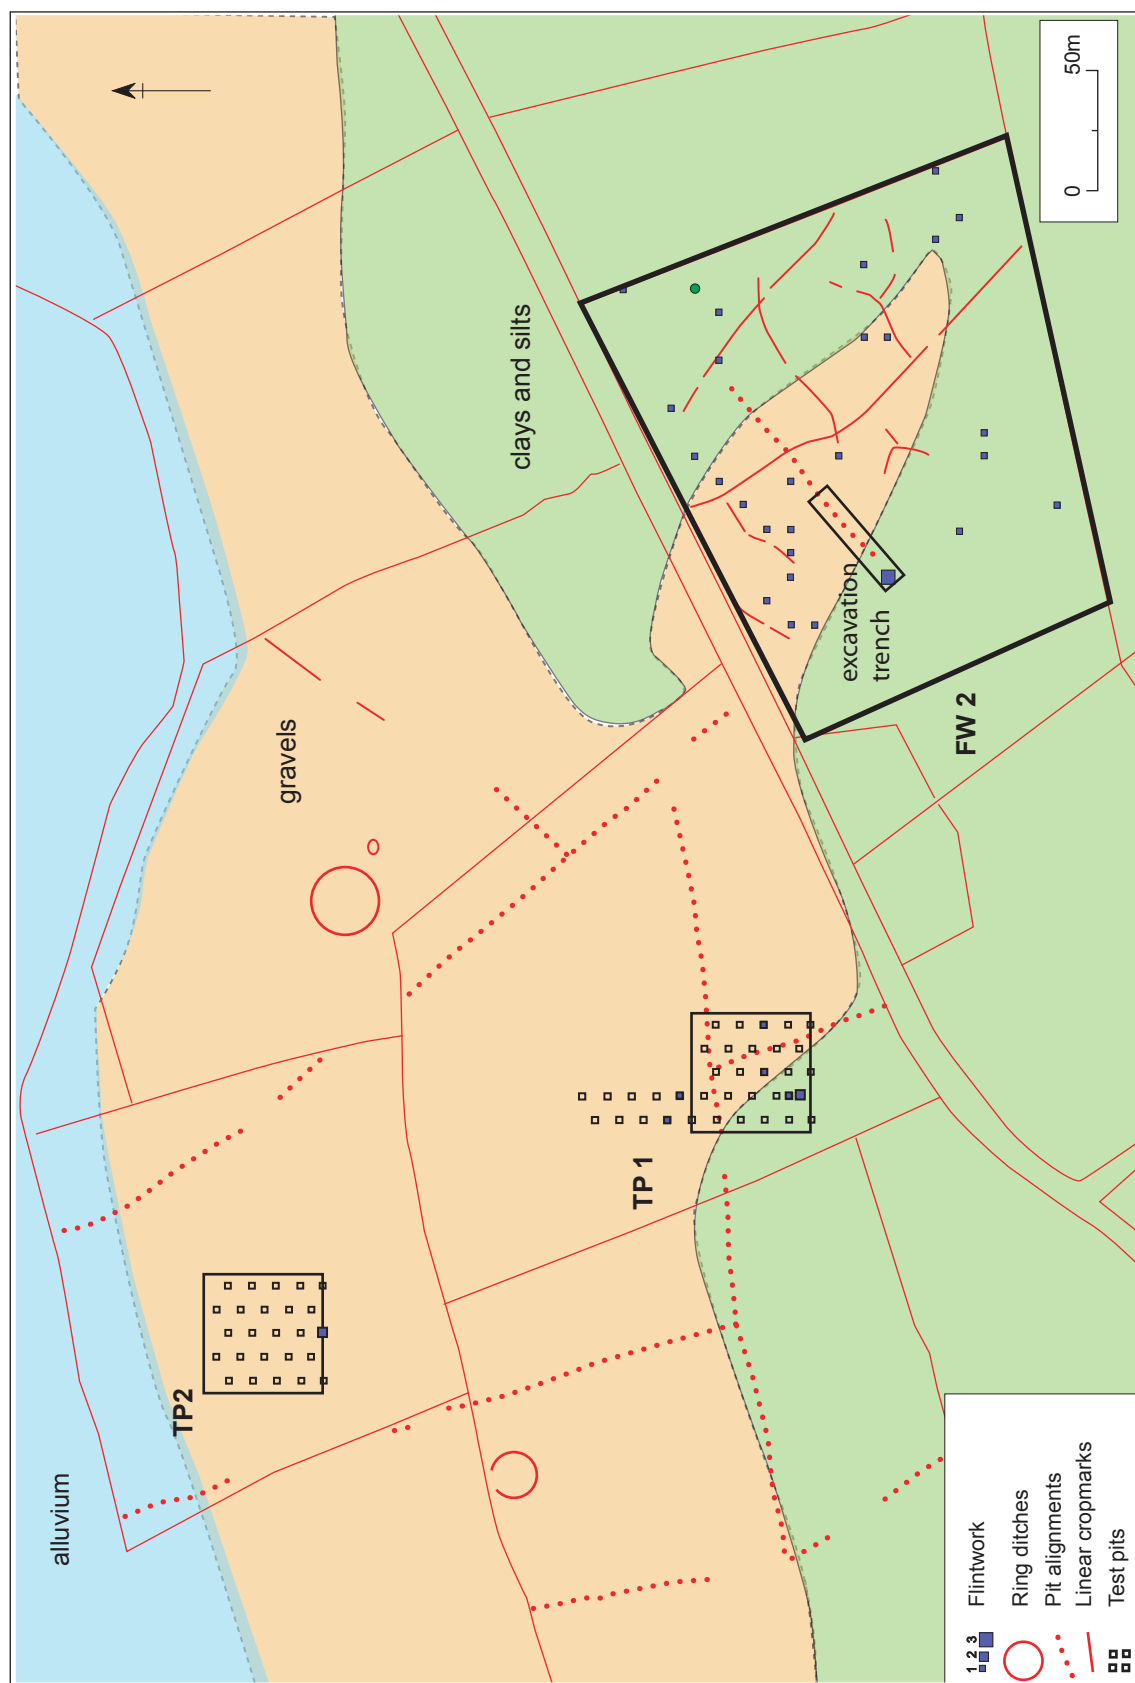 alluvium
TP2
gravels
clays and silts
TP 1
excavation
trench
FW 2
0 50m
1 2 3 Flintwork
Ring ditches
Pit alignments
Linear cropmarks
Test pits